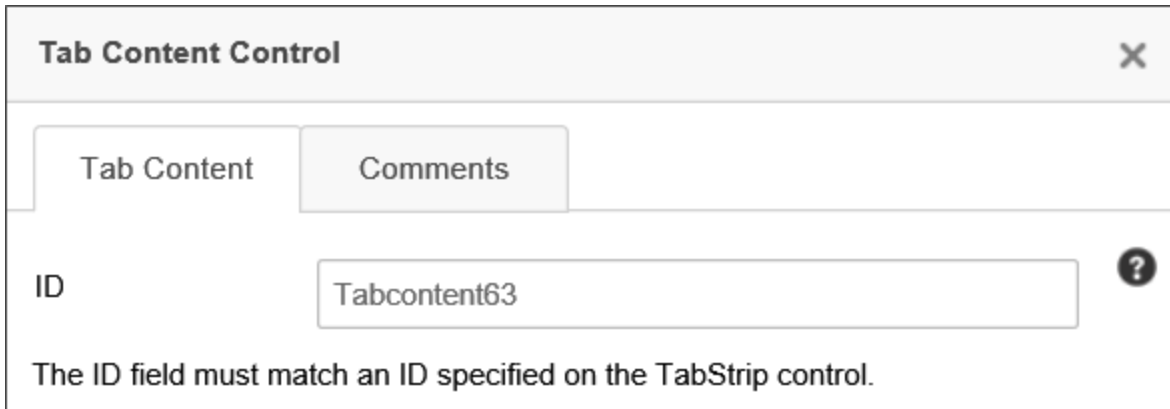 Tab Content Control
Tab Content Comments
ID Tabcontent63
The ID field must match an ID specified on the TabStrip control.